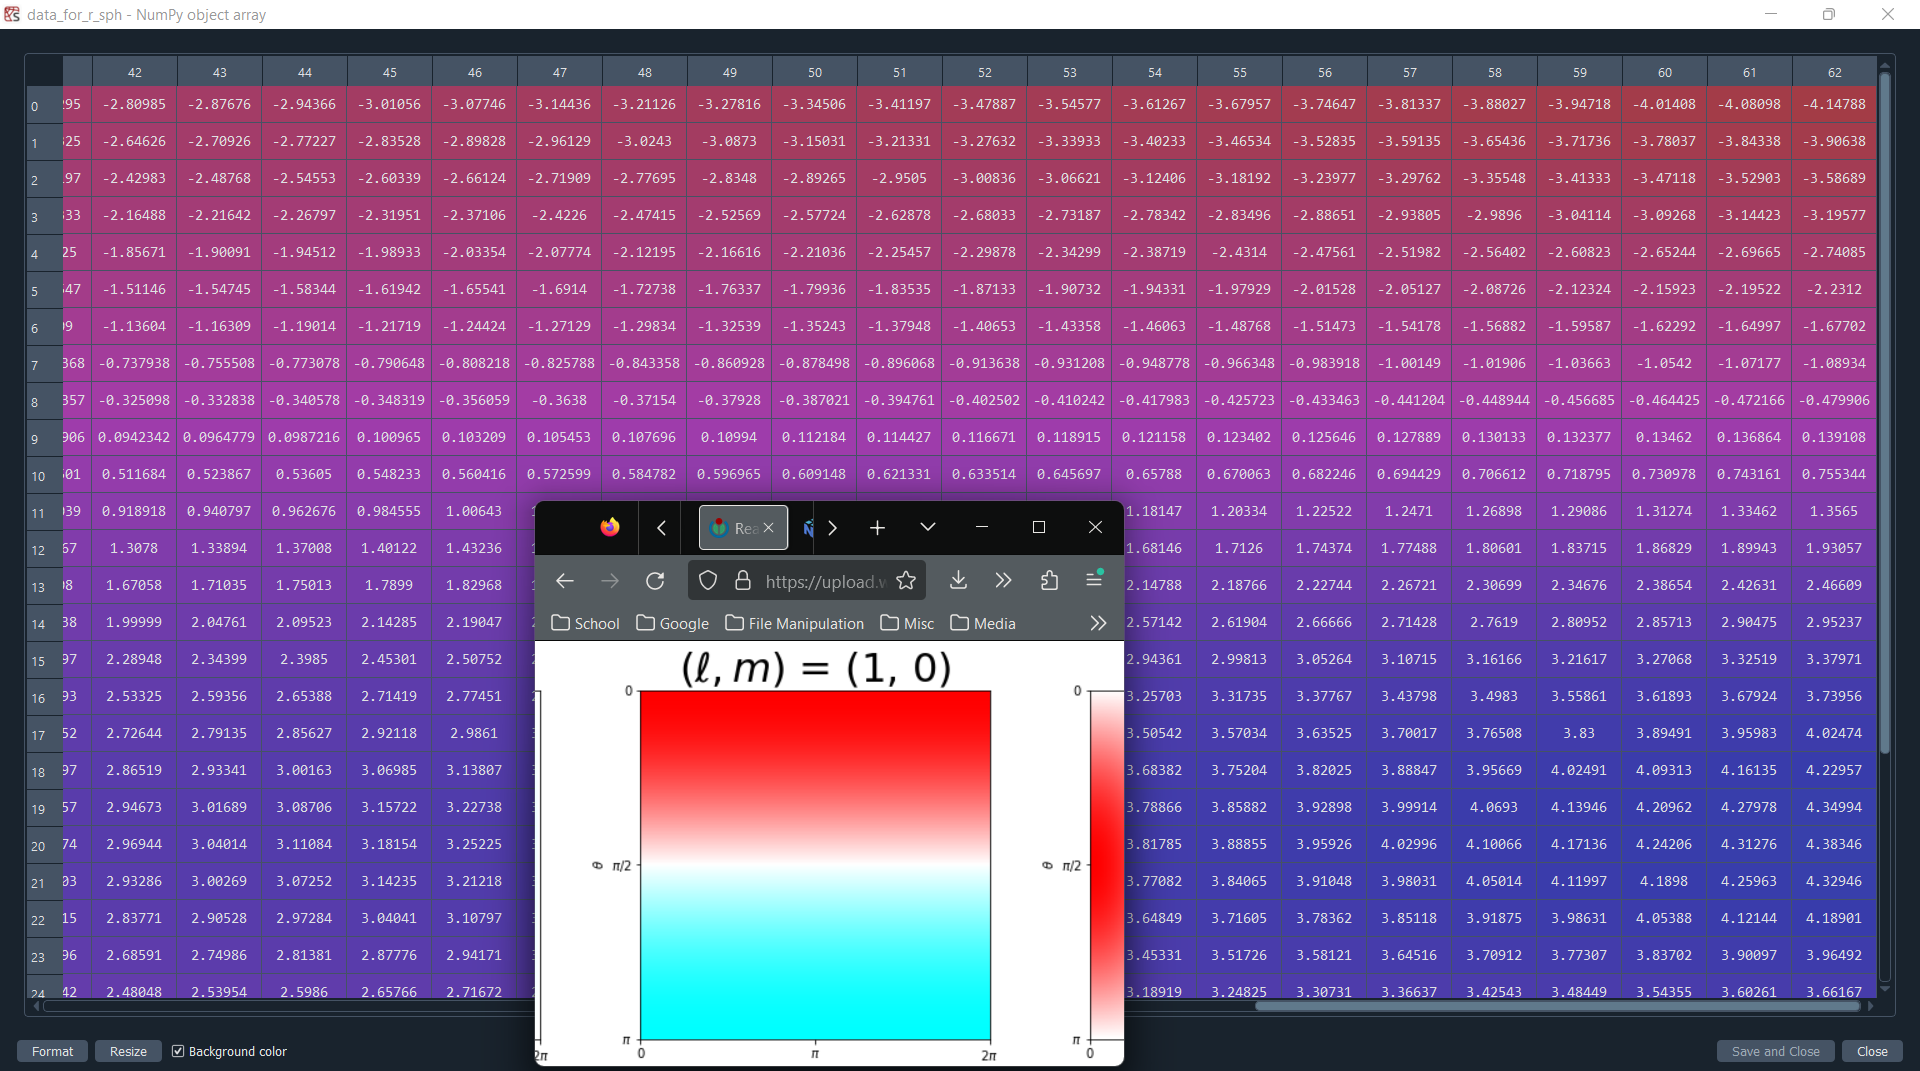 data_for_r_sph - NumPy object array
42 43 44 45 46 47 48 49 50 51 52 53 54 55 56 57 58 59 60 61 62
0 295 -2.80985 -2.87676 -2.94366 -3.01056 -3.07746 -3.14436 -3.21126 -3.27816 -3.34506 -3.41197 -3.47887 -3.54577 -3.61267 -3.67957 -3.74647 -3.81337 -3.88027 -3.94718 -4.01408 -4.08098 -4.14788
1 25 -2.64626 -2.70926 -2.77227 -2.83528 -2.89828 -2.96129 -3.0243 -3.0873 -3.15031 -3.21331 -3.27632 -3.33933 -3.40233 -3.46534 -3.52835 -3.59135 -3.65436 -3.71736 -3.78037 -3.84338 -3.90638
2 97 -2.42983 -2.48768 -2.54553 -2.60339 -2.66124 -2.71909 -2.77695 -2.8348 -2.89265 -2.9505 -3.00836 -3.06621 -3.12406 -3.18192 -3.23977 -3.29762 -3.35548 -3.41333 -3.47118 -3.52903 -3.58689
3 33 -2.16488 -2.21642 -2.26797 -2.31951 -2.37106 -2.4226 -2.47415 -2.52569 -2.57724 -2.62878 -2.68033 -2.73187 -2.78342 -2.83496 -2.88651 -2.93805 -2.9896 -3.04114 -3.09268 -3.14423 -3.19577
4 25 -1.85671 -1.90091 -1.94512 -1.98933 -2.03354 -2.07774 -2.12195 -2.16616 -2.21036 -2.25457 -2.29878 -2.34299 -2.38719 -2.4314 -2.47561 -2.51982 -2.56402 -2.60823 -2.65244 -2.69665 -2.74085
5 47 -1.51146 -1.54745 -1.58344 -1.61942 -1.65541 -1.6914 -1.72738 -1.76337 -1.79936 -1.83535 -1.87133 -1.90732 -1.94331 -1.97929 -2.01528 -2.05127 -2.08726 -2.12324 -2.15923 -2.19522 -2.2312
6 9 -1.13604 -1.16309 -1.19014 -1.21719 -1.24424 -1.27129 -1.29834 -1.32539 -1.35243 -1.37948 -1.40653 -1.43358 -1.46063 -1.48768 -1.51473 -1.54178 -1.56882 -1.59587 -1.62292 -1.64997 -1.67702
7 368 -0.737938 -0.755508 -0.773078 -0.790648 -0.808218 -0.825788 -0.843358 -0.860928 -0.878498 -0.896068 -0.913638 -0.931208 -0.948778 -0.966348 -0.983918 -1.00149 -1.01906 -1.03663 -1.0542 -1.07177 -1.08934
8 357 -0.325098 -0.332838 -0.340578 -0.348319 -0.356059 -0.3638 -0.37154 -0.37928 -0.387021 -0.394761 -0.402502 -0.410242 -0.417983 -0.425723 -0.433463 -0.441204 -0.448944 -0.456685 -0.464425 -0.472166 -0.479906
9 906 0.0942342 0.0964779 0.0987216 0.100965 0.103209 0.105453 0.107696 0.10994 0.112184 0.114427 0.116671 0.118915 0.121158 0.123402 0.125646 0.127889 0.130133 0.132377 0.13462 0.136864 0.139108
10 01 0.511684 0.523867 0.53605 0.548233 0.560416 0.572599 0.584782 0.596965 0.609148 0.621331 0.633514 0.645697 0.65788 0.670063 0.682246 0.694429 0.706612 0.718795 0.730978 0.743161 0.755344
11 39 0.918918 0.940797 0.962676 0.984555 1.00643 1.18147 1.20334 1.22522 1.2471 1.26898 1.29086 1.31274 1.33462 1.3565
12 67 1.3078 1.33894 1.37008 1.40122 1.43236 1.68146 1.7126 1.74374 1.77488 1.80601 1.83715 1.86829 1.89943 1.93057
13 8 1.67058 1.71035 1.75013 1.7899 1.82968 2.14788 2.18766 2.22744 2.26721 2.30699 2.34676 2.38654 2.42631 2.46609
14 38 1.99999 2.04761 2.09523 2.14285 2.19047 2.57142 2.61904 2.66666 2.71428 2.7619 2.80952 2.85713 2.90475 2.95237
15 97 2.28948 2.34399 2.3985 2.45301 2.50752 2.94361 2.99813 3.05264 3.10715 3.16166 3.21617 3.27068 3.32519 3.37971
16 93 2.53325 2.59356 2.65388 2.71419 2.77451 3.25703 3.31735 3.37767 3.43798 3.4983 3.55861 3.61893 3.67924 3.73956
17 52 2.72644 2.79135 2.85627 2.92118 2.9861 3.50542 3.57034 3.63525 3.70017 3.76508 3.83 3.89491 3.95983 4.02474
18 97 2.86519 2.93341 3.00163 3.06985 3.13807 3.68382 3.75204 3.82025 3.88847 3.95669 4.02491 4.09313 4.16135 4.22957
19 57 2.94673 3.01689 3.08706 3.15722 3.22738 3.78866 3.85882 3.92898 3.99914 4.0693 4.13946 4.20962 4.27978 4.34994
20 74 2.96944 3.04014 3.11084 3.18154 3.25225 3.81785 3.88855 3.95926 4.02996 4.10066 4.17136 4.24206 4.31276 4.38346
21 03 2.93286 3.00269 3.07252 3.14235 3.21218 3.77082 3.84065 3.91048 3.98031 4.05014 4.11997 4.1898 4.25963 4.32946
22 15 2.83771 2.90528 2.97284 3.04041 3.10797 3.64849 3.71605 3.78362 3.85118 3.91875 3.98631 4.05388 4.12144 4.18901
23 96 2.68591 2.74986 2.81381 2.87776 2.94171 3.45331 3.51726 3.58121 3.64516 3.70912 3.77307 3.83702 3.90097 3.96492
24 42 2.48048 2.53954 2.5986 2.65766 2.71672 3.18919 3.24825 3.30731 3.36637 3.42543 3.48449 3.54355 3.60261 3.66167
Rea
https://upload.w
School Google File Manipulation Misc Media
(ℓ, m) = (1, 0)
0 0
θ π/2 θ π/2
π π
2π 0 π 2π 0
Format Resize Background color Save and Close Close